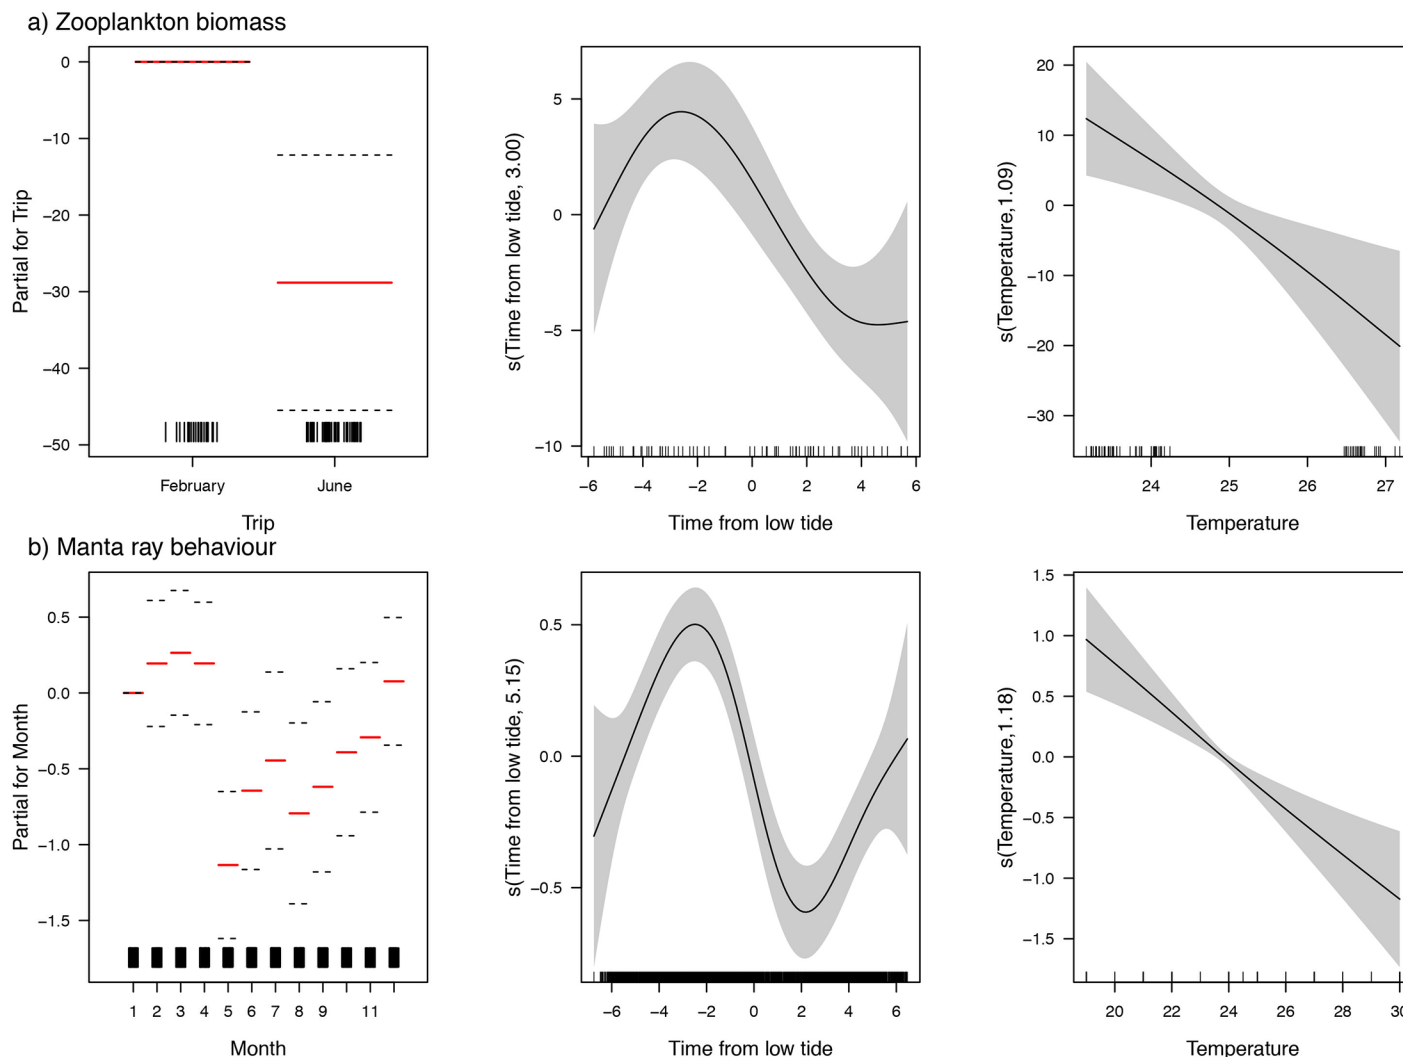 a) Zooplankton biomass
Partial for Trip
0
−10
−20
−30
−40
−50
February June
Trip
s(Time from low tide, 3.00)
5
0
−5
−10
−6 −4 −2 0 2 4 6
Time from low tide
s(Temperature,1.09)
20
10
0
−10
−20
−30
24 25 26 27
Temperature
b) Manta ray behaviour
Partial for Month
0.5
0.0
−0.5
−1.0
−1.5
1 2 3 4 5 6 7 8 9 11
Month
s(Time from low tide, 5.15)
0.5
0.0
−0.5
−6 −4 −2 0 2 4 6
Time from low tide
s(Temperature,1.18)
1.5
1.0
0.5
0.0
−0.5
−1.0
−1.5
20 22 24 26 28 30
Temperature